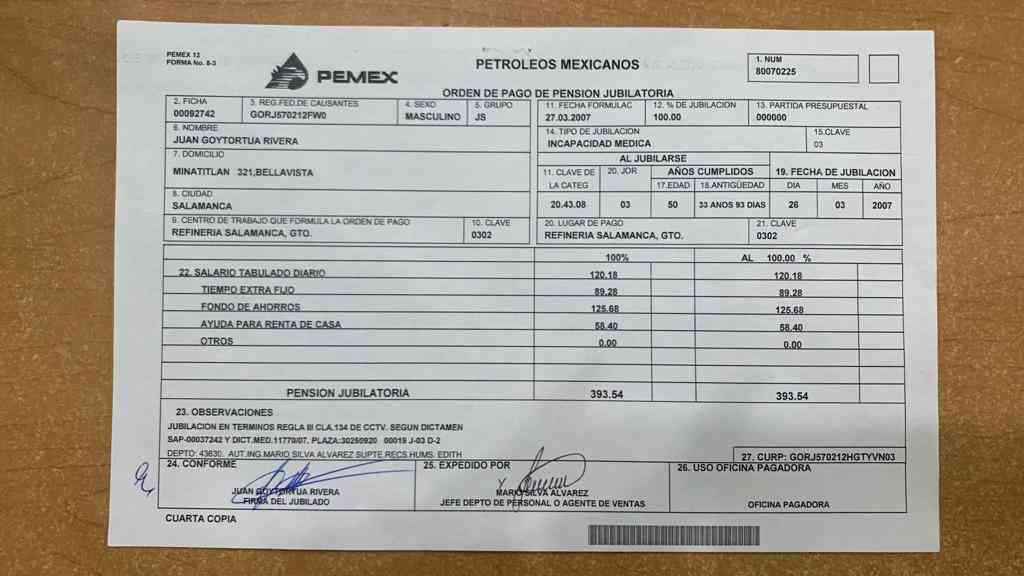 PEMEX 12
FORMA No. 8-3
PEMEX
PETROLEOS MEXICANOS
1. NUM
80070225
ORDEN DE PAGO DE PENSION JUBILATORIA
2. FICHA
00092742
3. REG.FED.DE CAUSANTES
GORJ570212FW0
4. SEXO
MASCULINO
5. GRUPO
JS
11. FECHA FORMULAC
27.03.2007
12. % DE JUBILACION
100.00
13. PARTIDA PRESUPUESTAL
000000
6. NOMBRE
JUAN GOYTORTUA RIVERA
14. TIPO DE JUBILACION
INCAPACIDAD MEDICA
15.CLAVE
03
7. DOMICILIO
MINATITLAN 321,BELLAVISTA
AL JUBILARSE
11. CLAVE DE
LA CATEG
20. JOR
AÑOS CUMPLIDOS
17.EDAD
18.ANTIGÜEDAD
19. FECHA DE JUBILACION
DIA
MES
AÑO
20.43.08
03
50
33 ANOS 93 DIAS
26
03
2007
8. CIUDAD
SALAMANCA
9. CENTRO DE TRABAJO QUE FORMULA LA ORDEN DE PAGO
REFINERIA SALAMANCA, GTO.
10. CLAVE
0302
20. LUGAR DE PAGO
REFINERIA SALAMANCA, GTO.
21. CLAVE
0302
100%
AL 100.00 %
22. SALARIO TABULADO DIARIO 120.18 120.18
TIEMPO EXTRA FIJO 89.28 89.28
FONDO DE AHORROS 125.68 125.68
AYUDA PARA RENTA DE CASA 58.40 58.40
OTROS 0.00 0.00
PENSION JUBILATORIA 393.54 393.54
23. OBSERVACIONES
JUBILACION EN TERMINOS REGLA III CLA.134 DE CCTV. SEGUN DICTAMEN
SAP-00037242 Y DICT.MED.11770/07. PLAZA:30250920 00019 J-03 D-2
DEPTO: 43630. AUT.ING.MARIO SILVA ALVAREZ SUPTE.RECS.HUMS. EDITH
27. CURP: GORJ570212HGTYVN03
24. CONFORME
JUAN GOYTORTUA RIVERA
FIRMA DEL JUBILADO
25. EXPEDIDO POR
MARIO SILVA ALVAREZ
JEFE DEPTO DE PERSONAL O AGENTE DE VENTAS
26. USO OFICINA PAGADORA
OFICINA PAGADORA
CUARTA COPIA